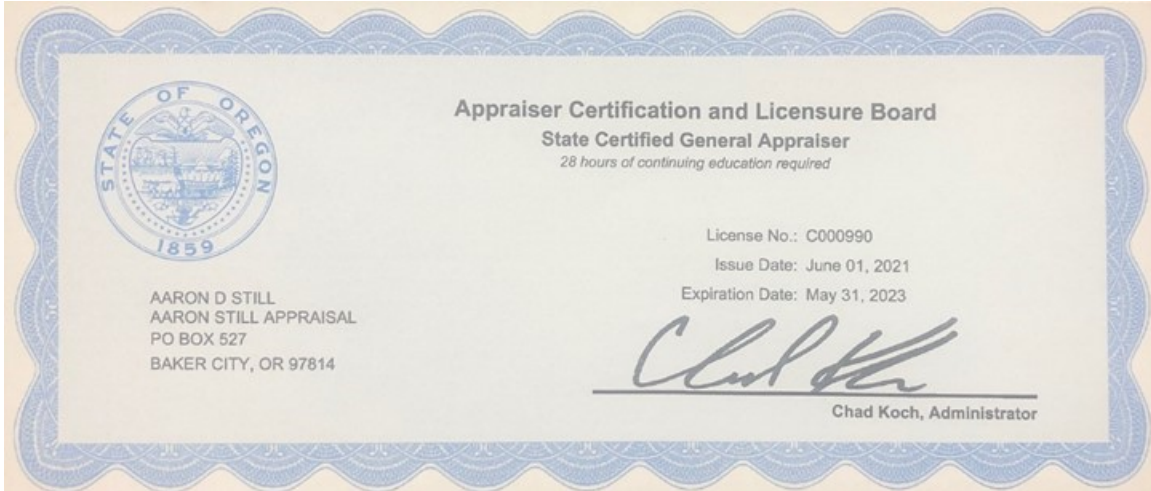 STATE OF OREGON
1859
Appraiser Certification and Licensure Board
State Certified General Appraiser
28 hours of continuing education required
License No.: C000990
Issue Date: June 01, 2021
Expiration Date: May 31, 2023
AARON D STILL
AARON STILL APPRAISAL
PO BOX 527
BAKER CITY, OR 97814
Chad Koch, Administrator